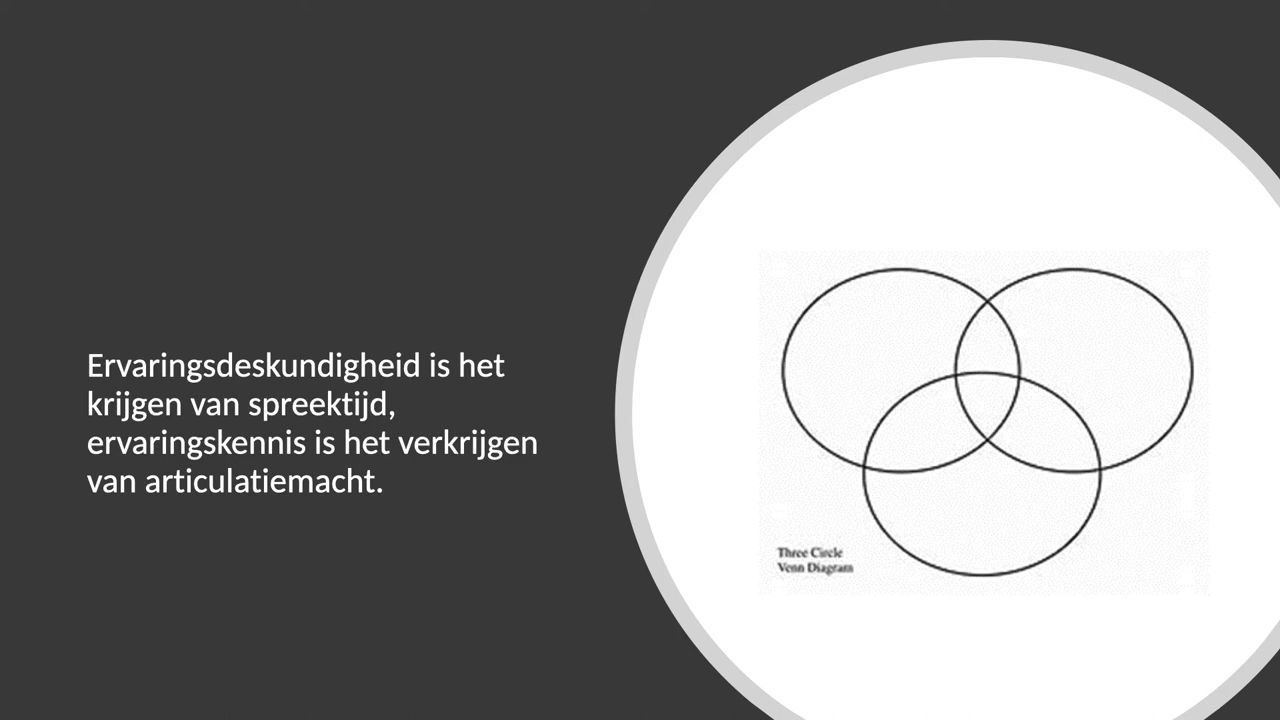 Ervaringsdeskundigheid is het
krijgen van spreektijd,
ervaringskennis is het verkrijgen
van articulatiemacht.
Three Circle
Venn Diagram